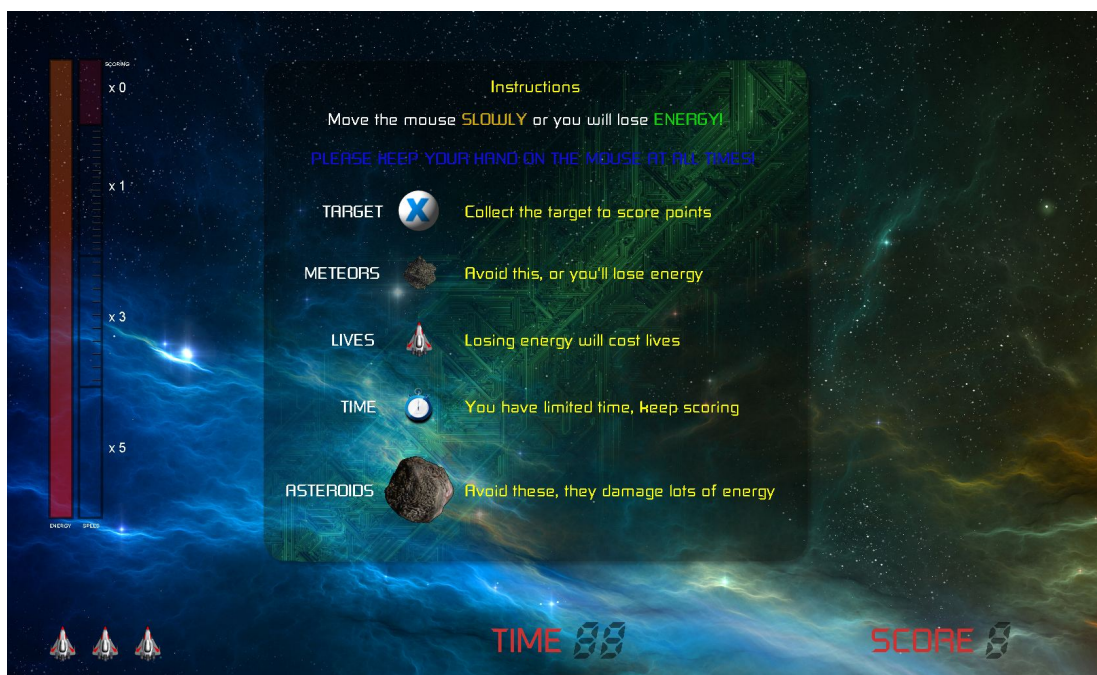 SCORING
x 0
x 1
x 3
x 5
ENERGY SPEED
Instructions
Move the mouse SLOWLY or you will lose ENERGY!
PLEASE KEEP YOUR HAND ON THE MOUSE AT ALL TIMES!
TARGET X Collect the target to score points
METEORS Avoid this, or you'll lose energy
LIVES Losing energy will cost lives
TIME You have limited time, keep scoring
ASTEROIDS Avoid these, they damage lots of energy
TIME 88 SCORE 8